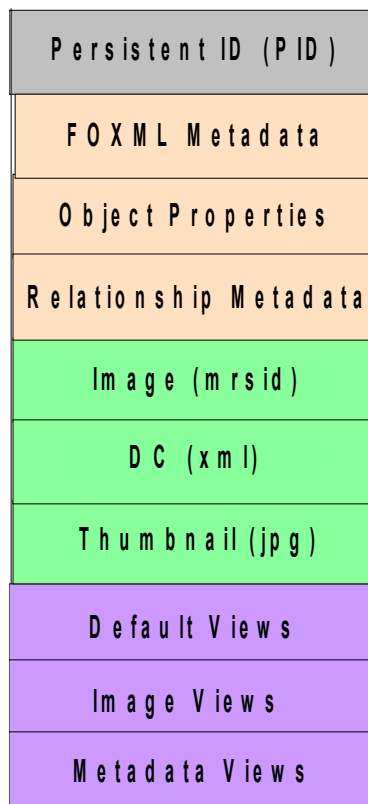 Persistent ID (PID)
FOXML Metadata
Object Properties
Relationship Metadata
Image (mrsid)
DC (xml)
Thumbnail (jpg)
Default Views
Image Views
Metadata Views